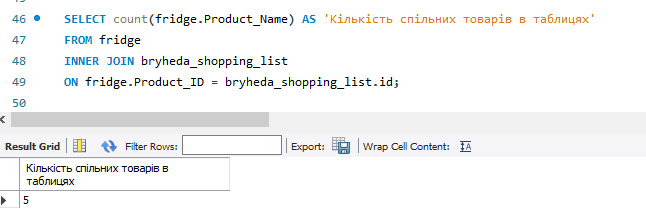 46 SELECT count(fridge.Product_Name) AS 'Кількість спільних товарів в таблицях'
47 FROM fridge
48 INNER JOIN bryheda_shopping_list
49 ON fridge.Product_ID = bryheda_shopping_list.id;
50
Result Grid Filter Rows: Export: Wrap Cell Content:
Кількість спільних товарів в
таблицях
5